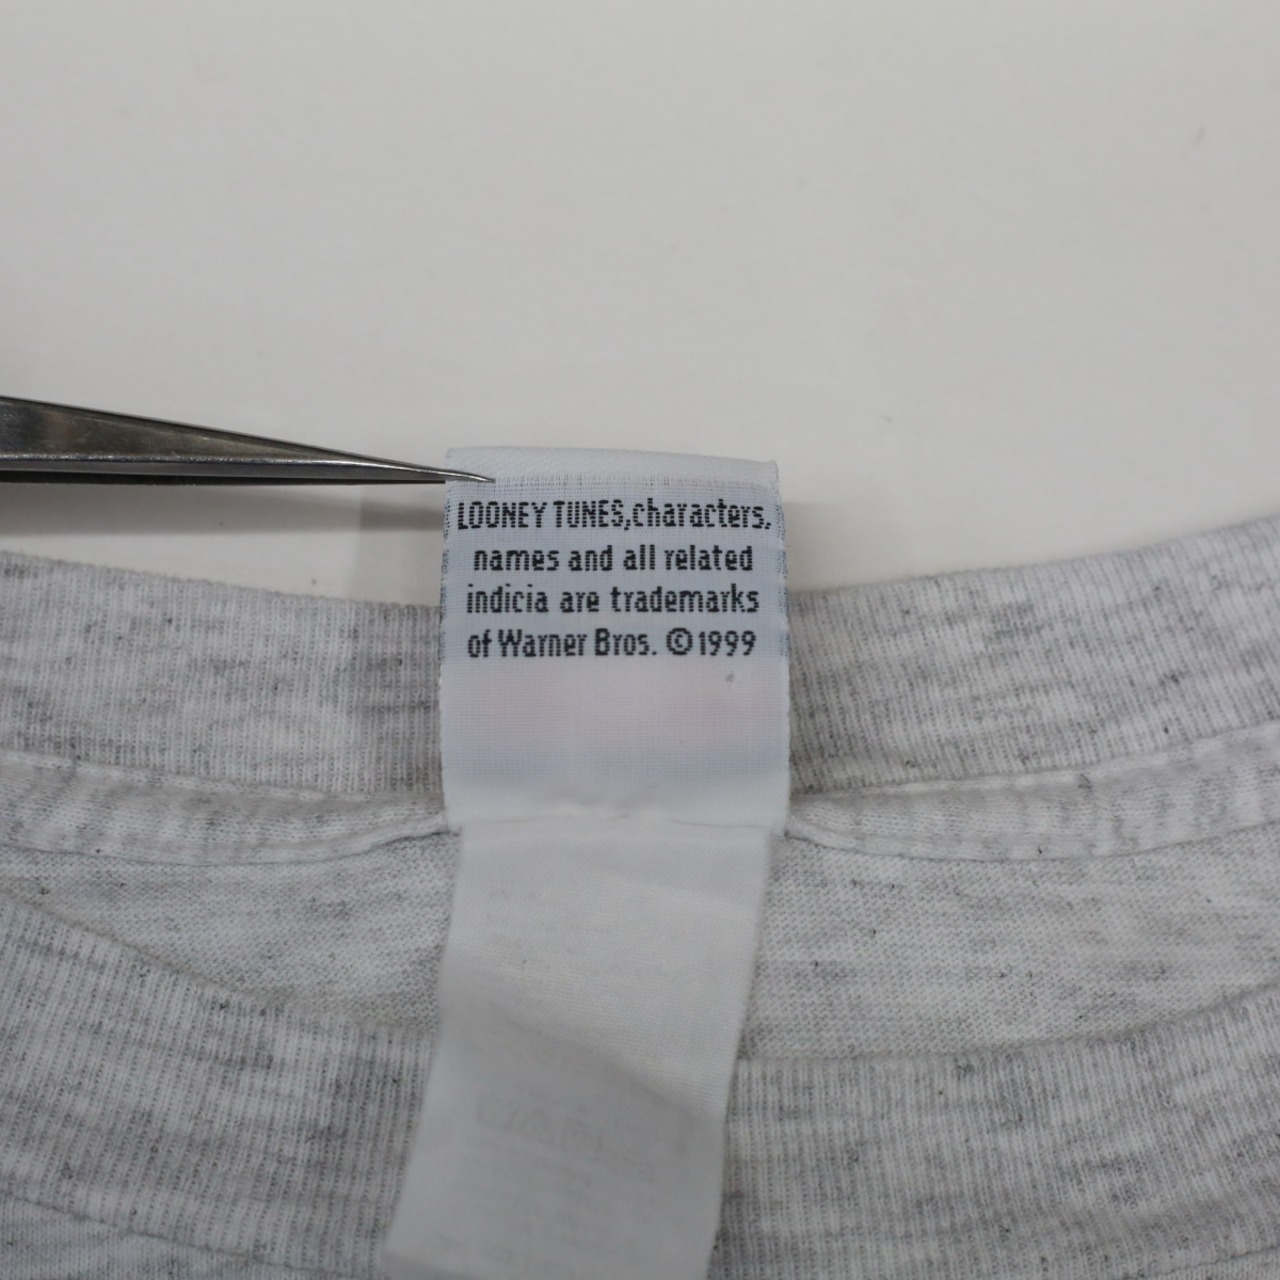 LOONEY TUNES,characters,
names and all related
indicia are trademarks
of Warner Bros. ©1999